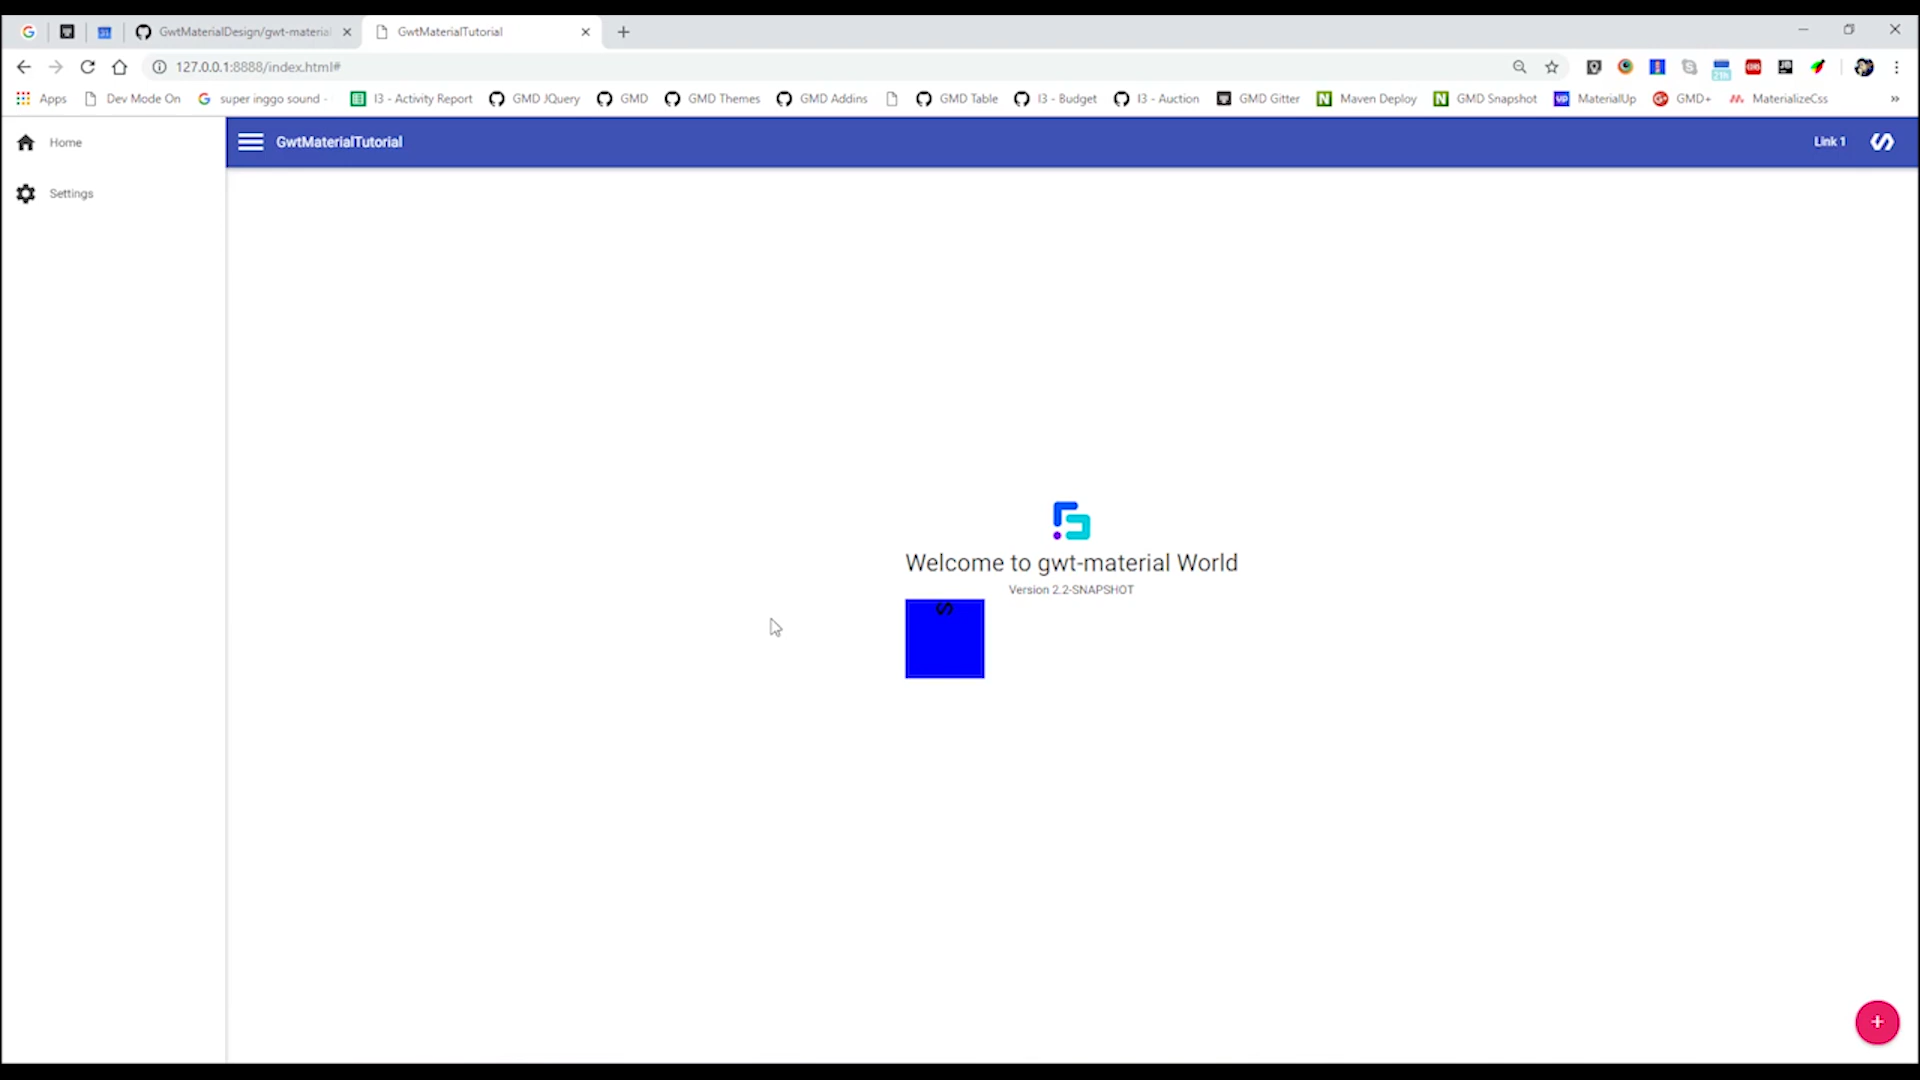 GwtMaterialDesign/gwt-material
GwtMaterialTutorial
127.0.0.1:8888/index.html#
Apps
Dev Mode On
super inggo sound -
I3 - Activity Report
GMD JQuery
GMD
GMD Themes
GMD Addins
GMD Table
I3 - Budget
I3 - Auction
GMD Gitter
Maven Deploy
GMD Snapshot
MaterialUp
GMD+
MaterializeCss
»
Home
GwtMaterialTutorial
Link 1
Settings
Welcome to gwt-material World
Version 2.2-SNAPSHOT